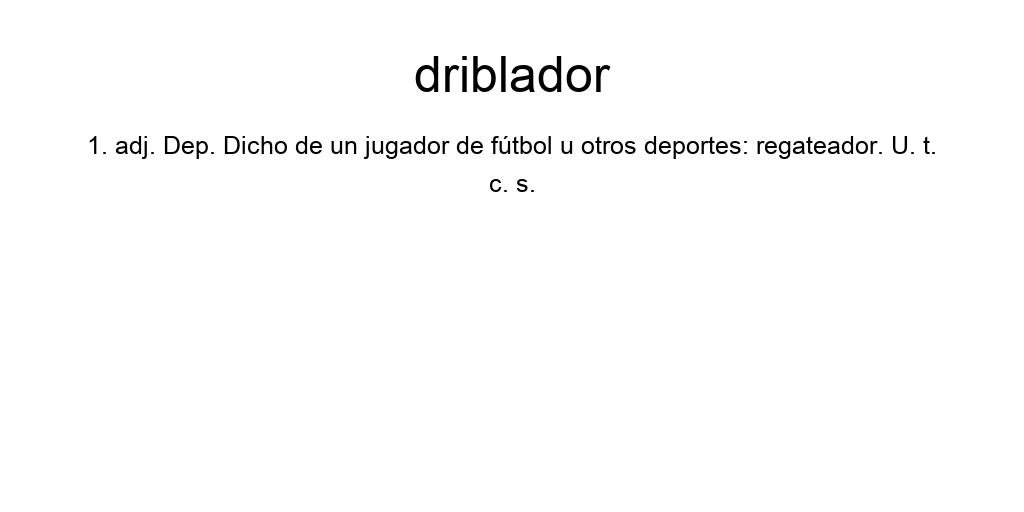 driblador
1. adj. Dep. Dicho de un jugador de fútbol u otros deportes: regateador. U. t.
c. s.